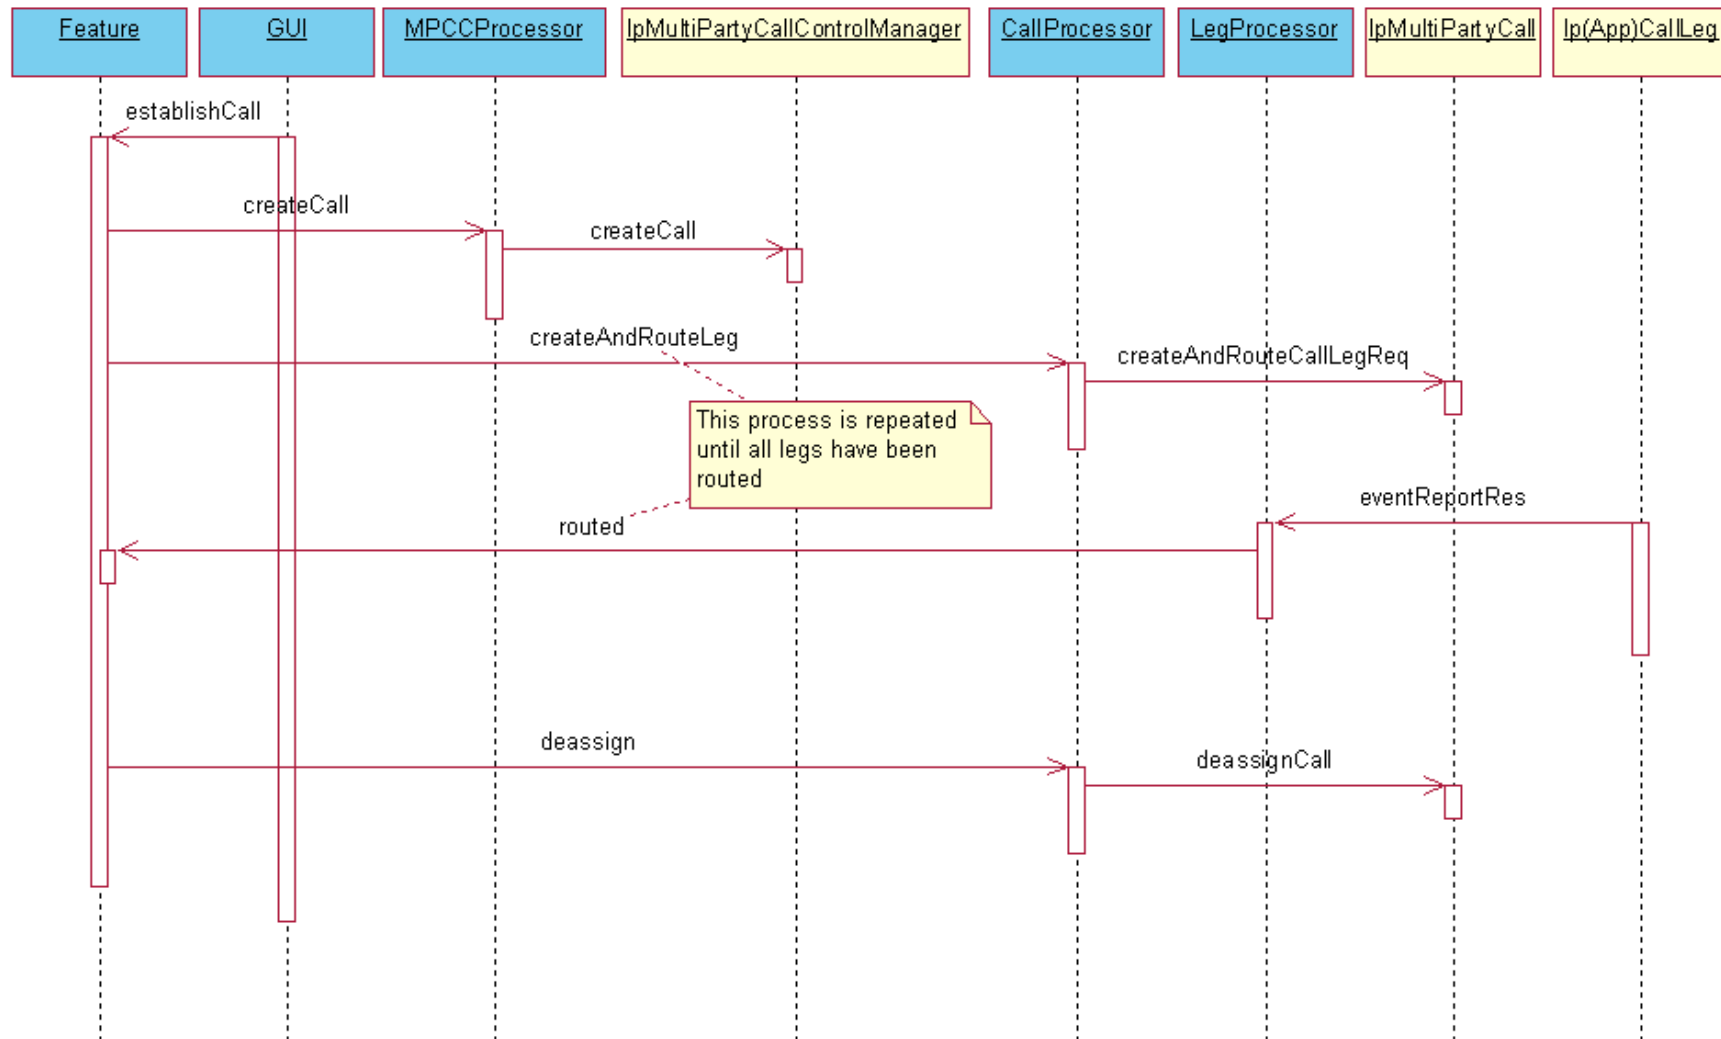 Feature
GUI
MPCCProcessor
IpMultiPartyCallControlManager
CallProcessor
LegProcessor
IpMultiPartyCall
Ip(App)CallLeg
establishCall
createCall
createCall
createAndRouteLeg
createAndRouteCallLegReq
This process is repeated
until all legs have been
routed
eventReportRes
routed
deassign
deassignCall